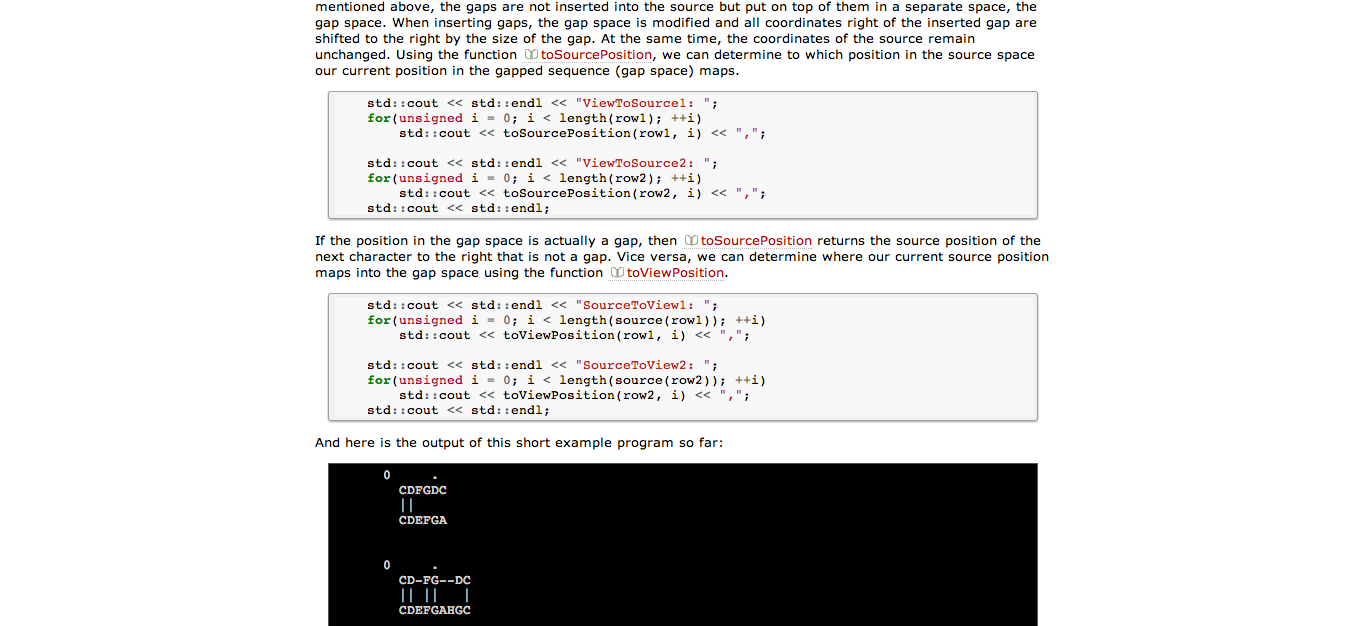 mentioned above, the gaps are not inserted into the source but put on top of them in a separate space, the
gap space. When inserting gaps, the gap space is modified and all coordinates right of the inserted gap are
shifted to the right by the size of the gap. At the same time, the coordinates of the source remain
unchanged. Using the function toSourcePosition, we can determine to which position in the source space
our current position in the gapped sequence (gap space) maps.
std::cout << std::endl << "ViewToSource1: ";
for(unsigned i = 0; i < length(row1); ++i)
    std::cout << toSourcePosition(row1, i) << ",";
std::cout << std::endl << "ViewToSource2: ";
for(unsigned i = 0; i < length(row2); ++i)
    std::cout << toSourcePosition(row2, i) << ",";
std::cout << std::endl;
If the position in the gap space is actually a gap, then toSourcePosition returns the source position of the
next character to the right that is not a gap. Vice versa, we can determine where our current source position
maps into the gap space using the function toViewPosition.
std::cout << std::endl << "SourceToView1: ";
for(unsigned i = 0; i < length(source(row1)); ++i)
    std::cout << toViewPosition(row1, i) << ",";
std::cout << std::endl << "SourceToView2: ";
for(unsigned i = 0; i < length(source(row2)); ++i)
    std::cout << toViewPosition(row2, i) << ",";
std::cout << std::endl;
And here is the output of this short example program so far:
0     .
  CDFGDC
  ||
  CDEFGA
0     .
  CD-FG--DC
  || ||   |
  CDEFGAHGC